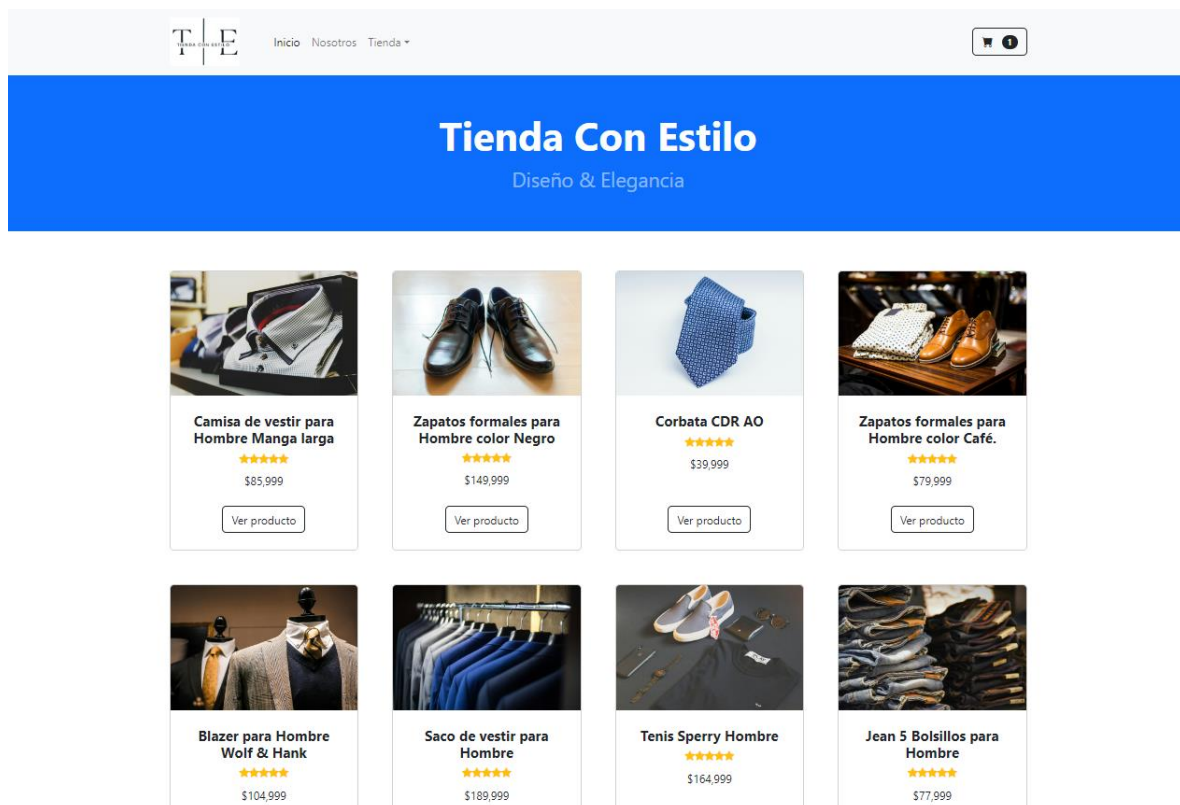 T E
TIENDA CON ESTILO
Inicio Nosotros Tienda
1
Tienda Con Estilo
Diseño & Elegancia
Camisa de vestir para
Hombre Manga larga
$85,999
Ver producto
Zapatos formales para
Hombre color Negro
$149,999
Ver producto
Corbata CDR AO
$39,999
Ver producto
Zapatos formales para
Hombre color Café.
$79,999
Ver producto
Blazer para Hombre
Wolf & Hank
$104,999
Saco de vestir para
Hombre
$189,999
Tenis Sperry Hombre
$164,999
Jean 5 Bolsillos para
Hombre
$77,999